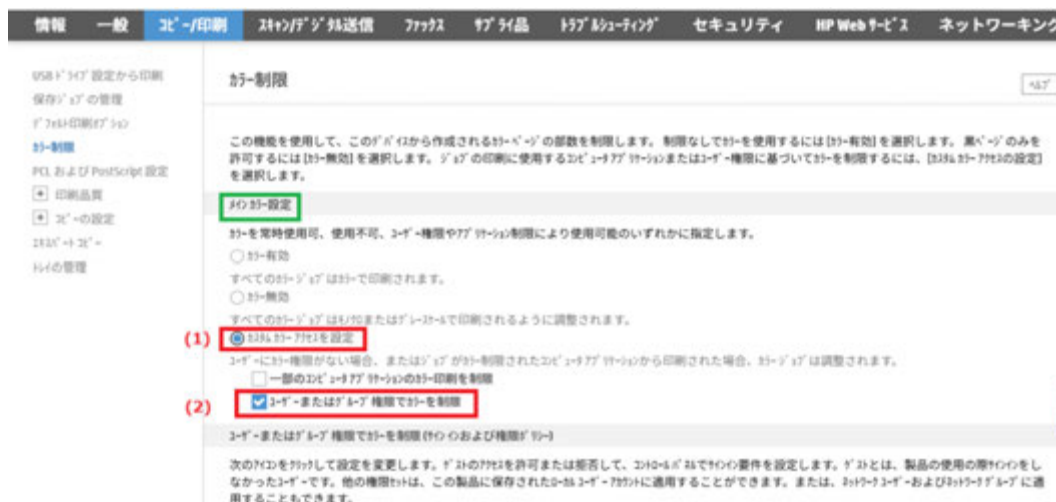 情報 一般 ｺﾋﾟｰ/印刷 ｽｷｬﾝ/ﾃﾞｼﾞﾀﾙ送信 ﾌｧｯｸｽ ｻﾌﾟﾗｲ品 ﾄﾗﾌﾞﾙｼｭｰﾃｨﾝｸﾞ セキュリティ HP Web ｻｰﾋﾞｽ ネットワーキング
USBﾄﾞﾗｲﾌﾞ設定から印刷
保存ｼﾞｮﾌﾞの管理
ﾃﾞﾌｫﾙﾄ印刷ｵﾌﾟｼｮﾝ
ｶﾗｰ制限
PCL および PostScript 設定
印刷品質
ｺﾋﾟｰの設定
ｴｷｽﾊﾟｰﾄ ｺﾋﾟｰ
ﾄﾚｲの管理
ｶﾗｰ制限
ﾍﾙﾌﾟ
この機能を使用して、このﾃﾞﾊﾞｲｽから作成されるｶﾗｰ ﾍﾟｰｼﾞの部数を制限します。 制限なしでｶﾗｰを使用するには [ｶﾗｰ有効] を選択します。 黒ﾍﾟｰｼﾞのみを
許可するには [ｶﾗｰ無効] を選択します。 ｼﾞｮﾌﾞの印刷に使用するｺﾝﾋﾟｭｰﾀ ｱﾌﾟﾘｹｰｼｮﾝまたはﾕｰｻﾞｰ権限に基づいてｶﾗｰを制限するには、[ｶｽﾀﾑ ｶﾗｰ ｱｸｾｽの設定]
を選択します。
ﾒｲﾝ ｶﾗｰ設定
ｶﾗｰを常時使用可、使用不可、ﾕｰｻﾞｰ権限やｱﾌﾟﾘｹｰｼｮﾝ制限により使用可能のいずれかに指定します。
ｶﾗｰ有効
すべてのｶﾗｰ ｼﾞｮﾌﾞはｶﾗｰで印刷されます。
ｶﾗｰ無効
すべてのｶﾗｰ ｼﾞｮﾌﾞはﾓﾉｸﾛまたはｸﾞﾚｰｽｹｰﾙで印刷されるように調整されます。
(1) ｶｽﾀﾑ ｶﾗｰ ｱｸｾｽを設定
ﾕｰｻﾞｰにｶﾗｰ権限がない場合、またはｼﾞｮﾌﾞがｶﾗｰ制限されたｺﾝﾋﾟｭｰﾀ ｱﾌﾟﾘｹｰｼｮﾝから印刷された場合、ｶﾗｰ ｼﾞｮﾌﾞは調整されます。
一部のｺﾝﾋﾟｭｰﾀ ｱﾌﾟﾘｹｰｼｮﾝのｶﾗｰ印刷を制限
(2) ﾕｰｻﾞｰまたはｸﾞﾙｰﾌﾟ権限でｶﾗｰを制限
ﾕｰｻﾞｰまたはｸﾞﾙｰﾌﾟ権限でｶﾗｰを制限 (ｻｲﾝ ｲﾝおよび権限ﾎﾟﾘｼｰ)
次のｱｲｺﾝをｸﾘｯｸして設定を変更します。ｹﾞｽﾄのｱｸｾｽを許可または拒否して、ｺﾝﾄﾛｰﾙ ﾊﾟﾈﾙでｻｲﾝｲﾝ要件を設定します。ｹﾞｽﾄとは、製品の使用の際ｻｲﾝｲﾝをし
なかったﾕｰｻﾞｰです。他の権限ｾｯﾄは、この製品に保存されたﾛｰｶﾙ ﾕｰｻﾞｰ ｱｶｳﾝﾄに適用することができます。または、ﾈｯﾄﾜｰｸ ﾕｰｻﾞｰおよびﾈｯﾄﾜｰｸ ｸﾞﾙｰﾌﾟに適
用することもできます。